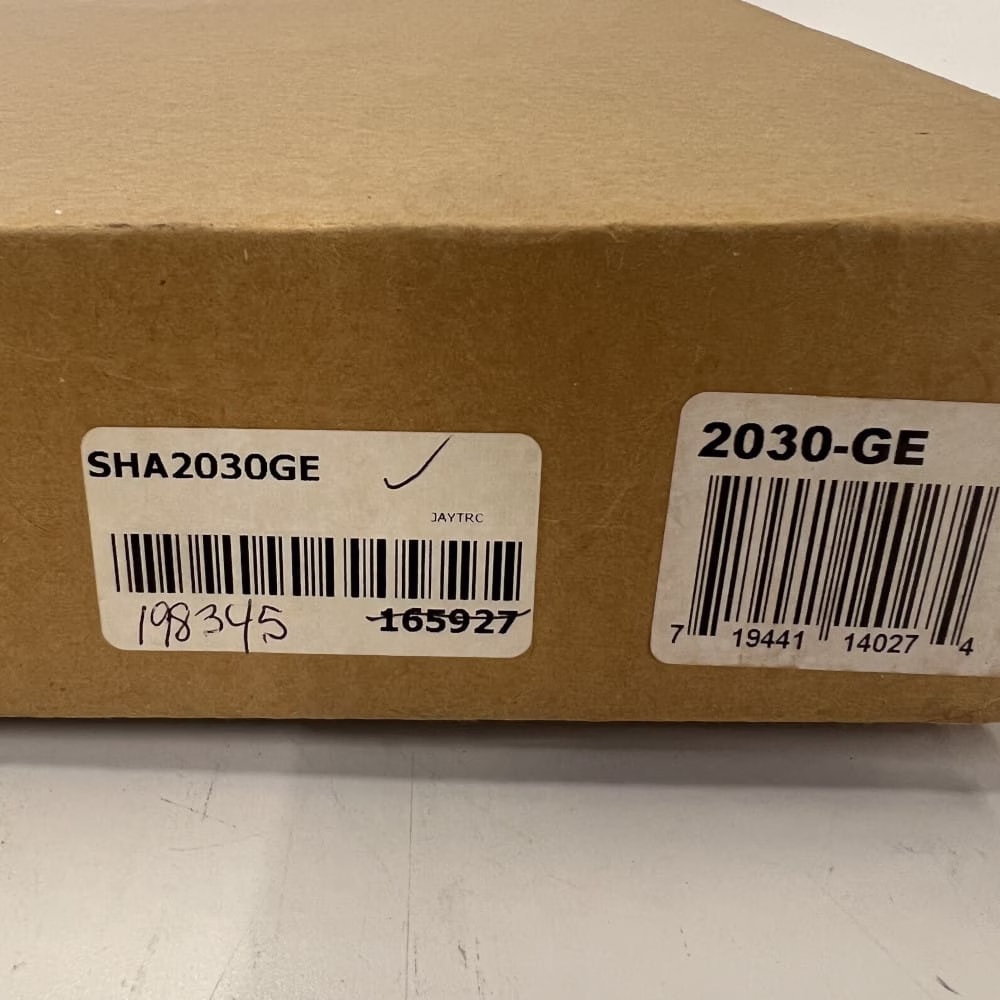 SHA2030GE
JAYTRC
198345
165927
2030-GE
7 19441 14027 4